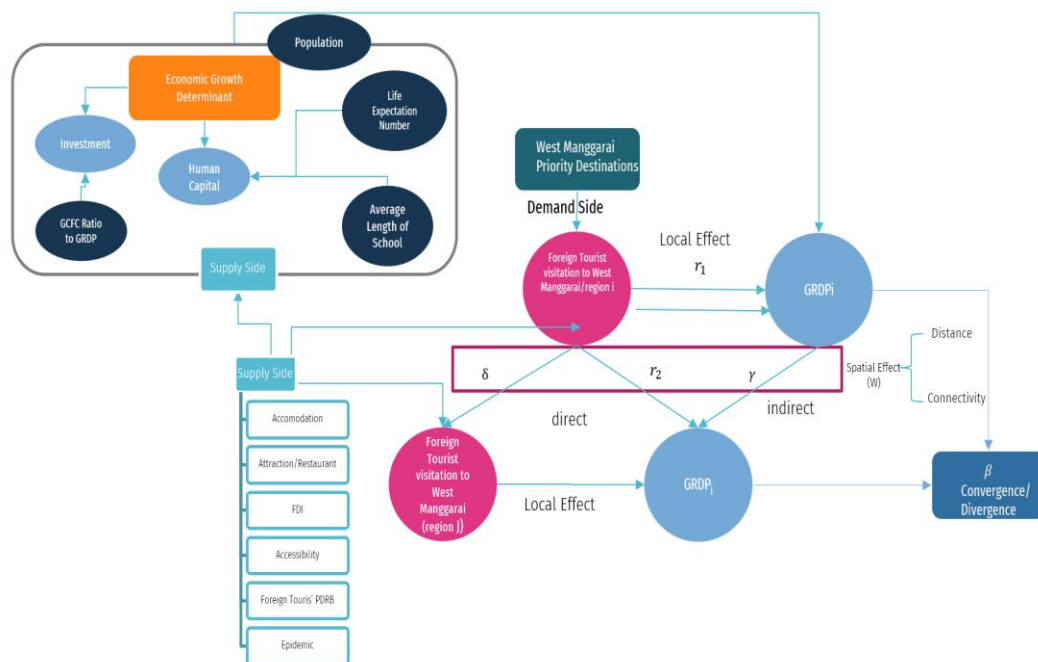 Population
Economic Growth
Determinant
Life
Expectation
Number
Investment
Human
Capital
GCFC Ratio
to GRDP
Average
Length of
School
Supply Side
West Manggarai
Priority Destinations
Demand Side
Foreign Tourist
visitation to West
Manggarai/region i
Local Effect
r₁
GRDPi
Distance
Spatial Effect
(W)
Connectivity
δ
r₂
γ
direct
indirect
Supply Side
Accomodation
Attraction/Restaurant
FDI
Accessibility
Foreign Touris' PDRB
Epidemic
Foreign
Tourist
visitation to
West
Manggarai
(region J)
Local Effect
GRDPj
β
Convergence/
Divergence